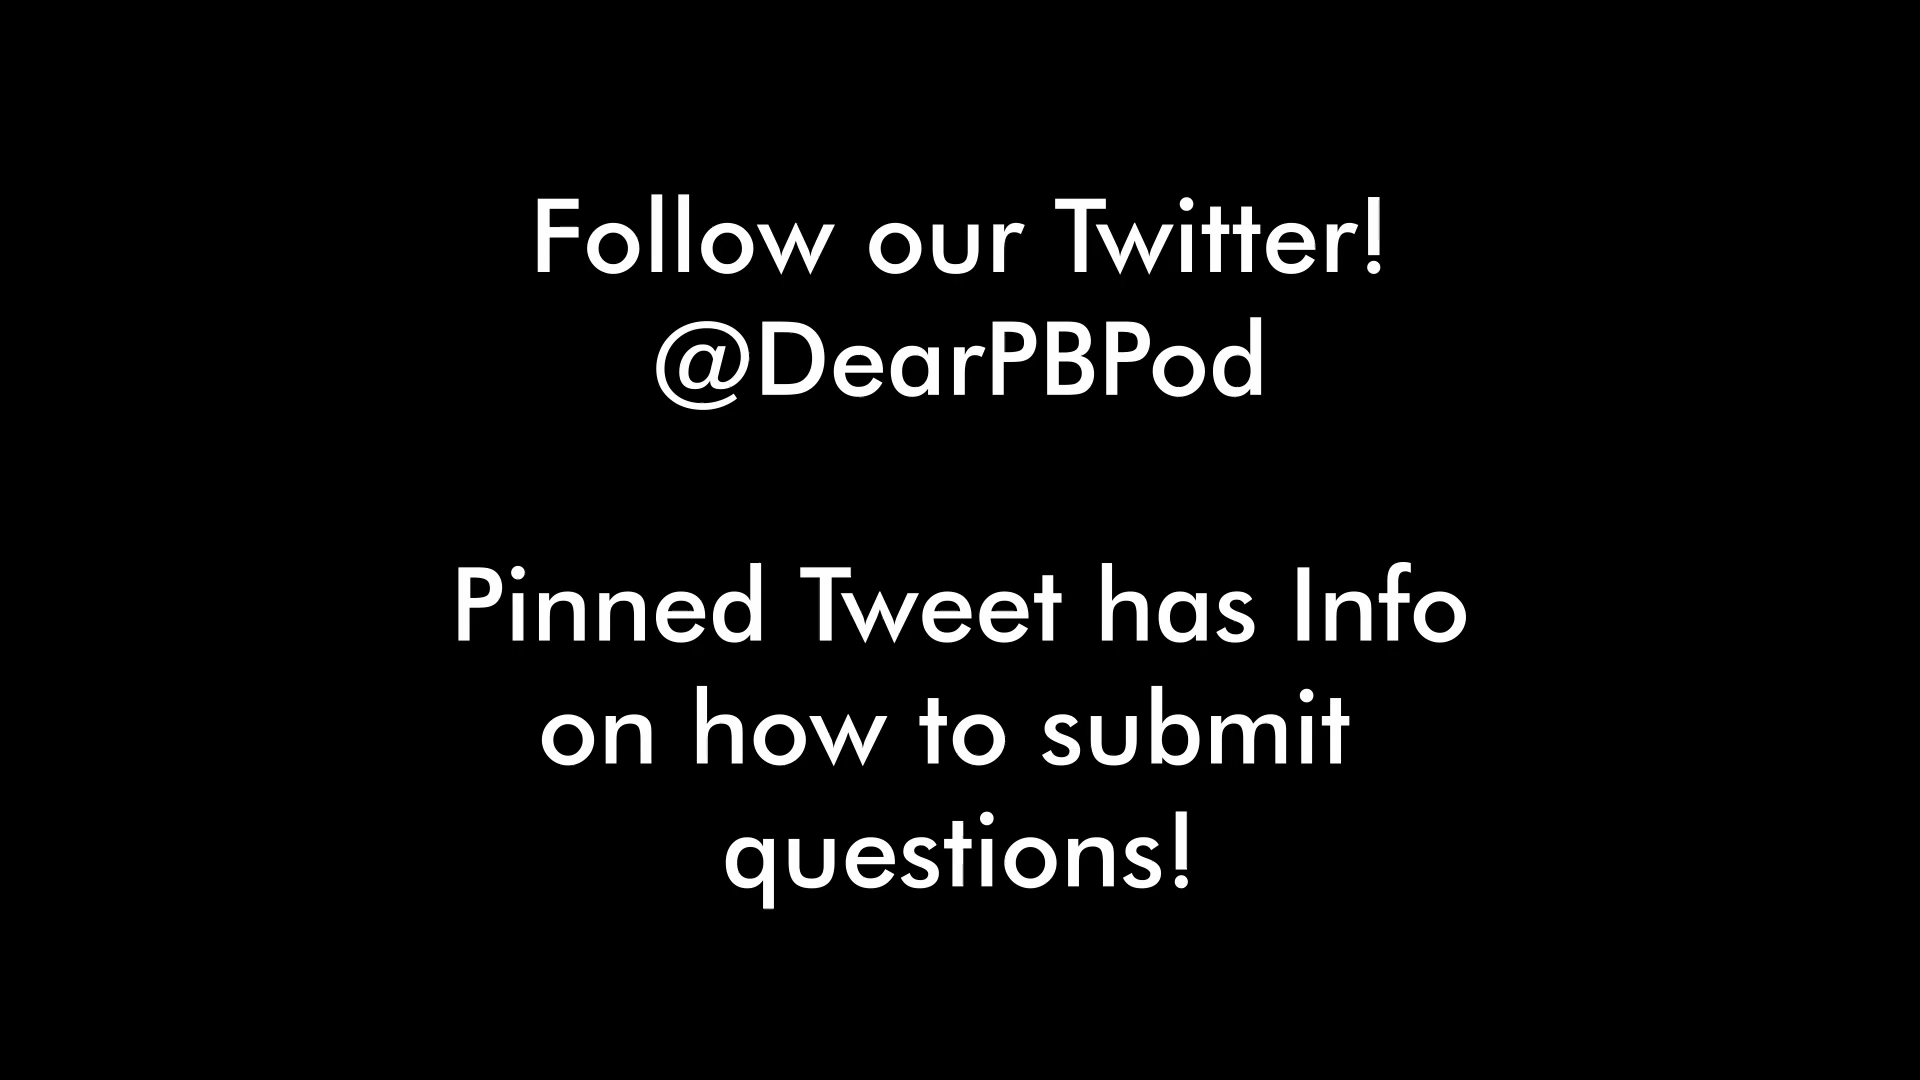 Follow our Twitter!
@DearPBPod
Pinned Tweet has Info
on how to submit
questions!